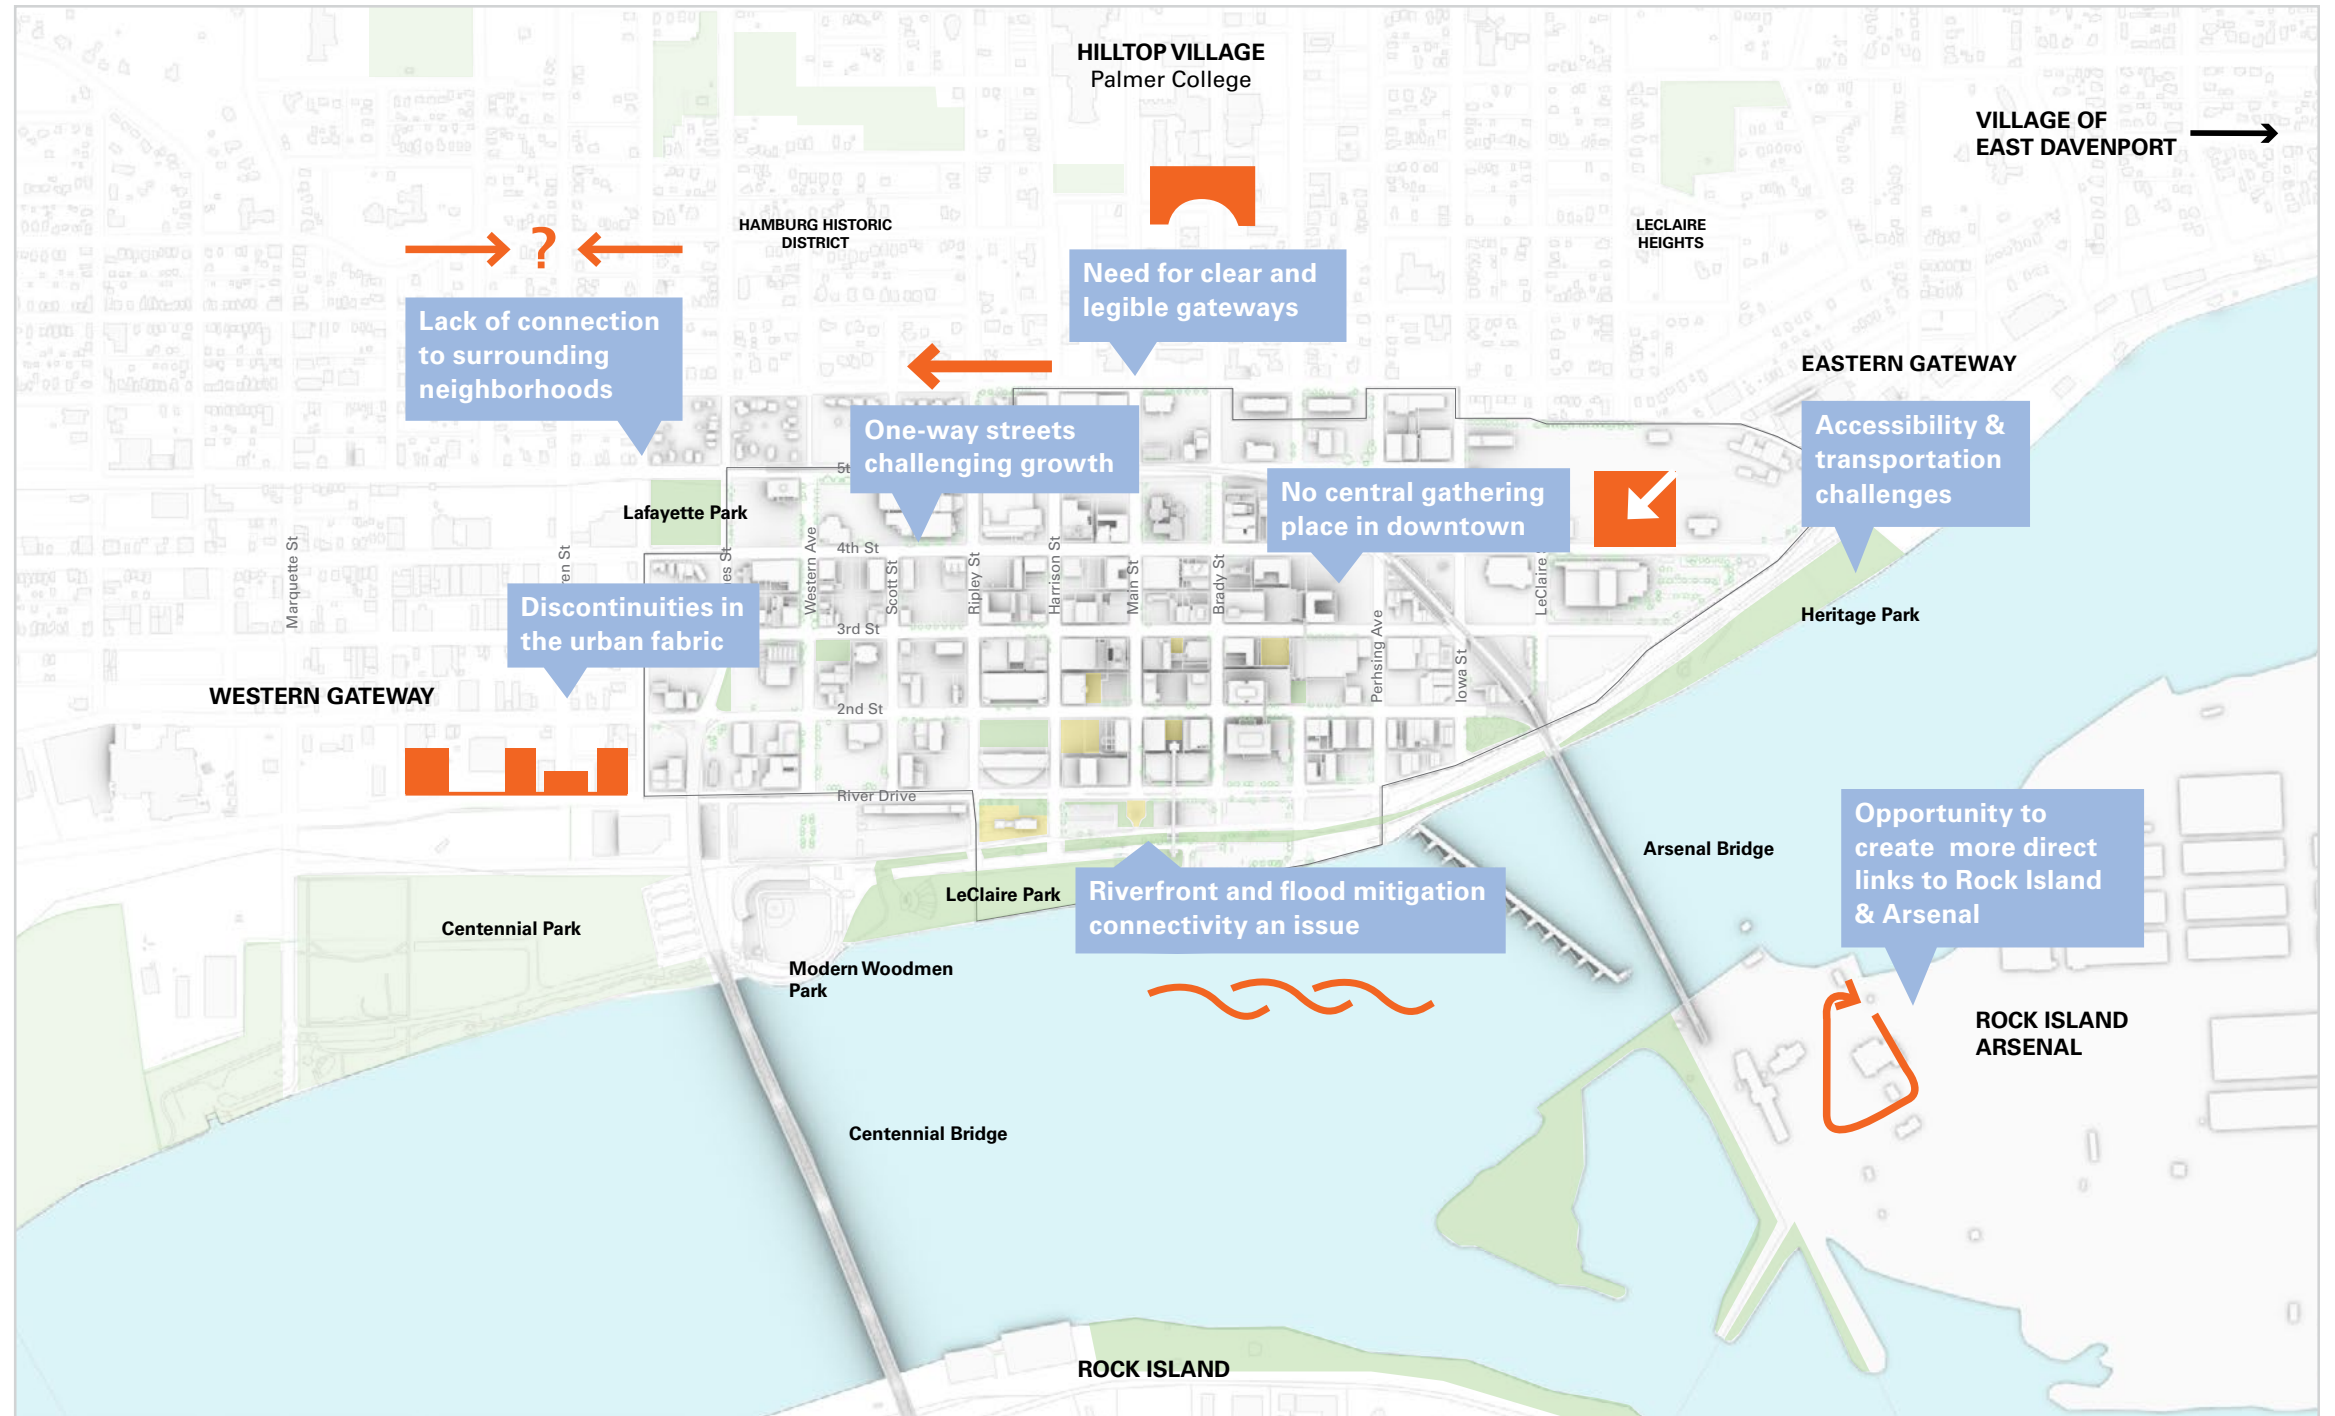 HILLTOP VILLAGE
Palmer College
VILLAGE OF
EAST DAVENPORT
HAMBURG HISTORIC
DISTRICT
LECLAIRE
HEIGHTS
?
Need for clear and
legible gateways
Lack of connection
to surrounding
neighborhoods
EASTERN GATEWAY
One-way streets
challenging growth
Accessibility &
transportation
challenges
No central gathering
place in downtown
Lafayette Park
4th St
Marquette St
Western Ave
Scott St
Ripley St
Harrison St
Main St
Brady St
LeClaire
Discontinuities in
the urban fabric
Heritage Park
3rd St
Perhsing Ave
Iowa St
WESTERN GATEWAY
2nd St
River Drive
Opportunity to
create more direct
links to Rock Island
& Arsenal
Arsenal Bridge
LeClaire Park
Riverfront and flood mitigation
connectivity an issue
Centennial Park
Modern Woodmen
Park
ROCK ISLAND
ARSENAL
Centennial Bridge
ROCK ISLAND